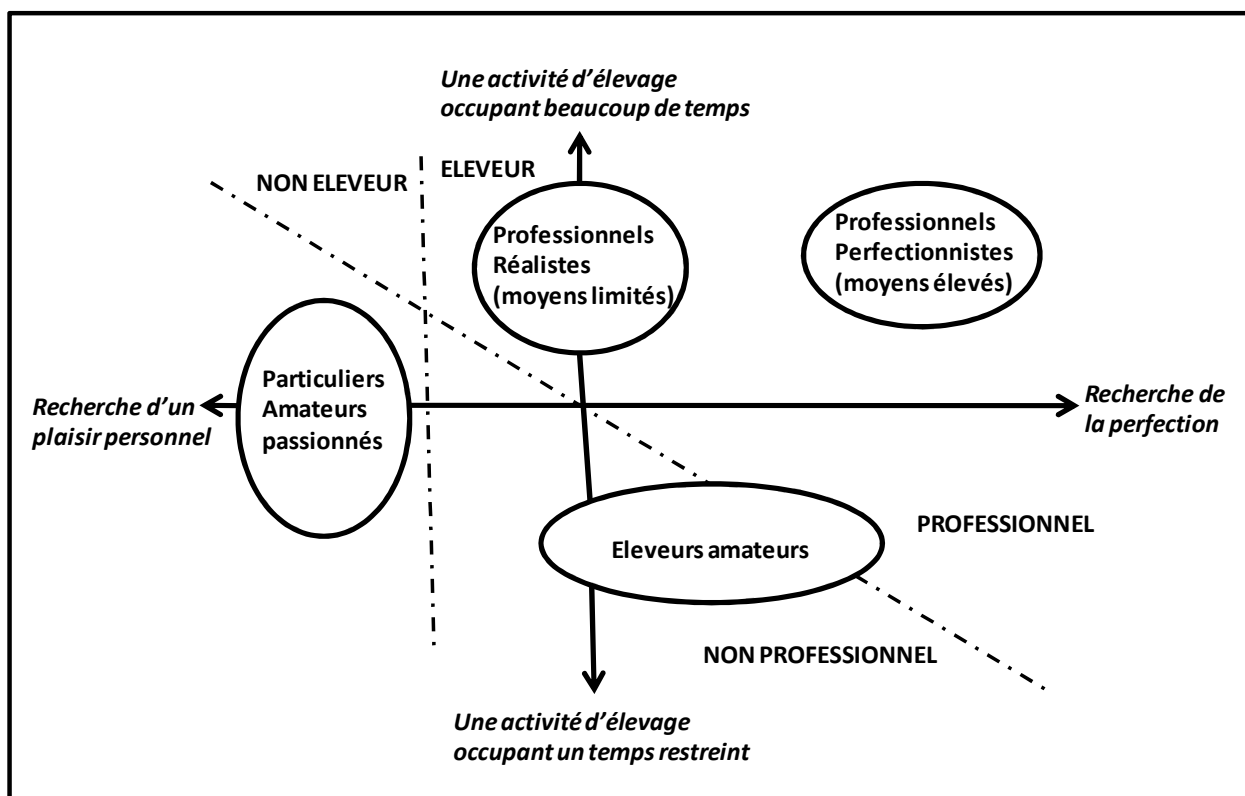 Une activité d'élevage
occupant beaucoup de temps
NON ELEVEUR
ELEVEUR
Professionnels
Réalistes
(moyens limités)
Professionnels
Perfectionnistes
(moyens élevés)
Particuliers
Amateurs
passionnés
Recherche d'un
plaisir personnel
Recherche de
la perfection
Eleveurs amateurs
PROFESSIONNEL
NON PROFESSIONNEL
Une activité d'élevage
occupant un temps restreint